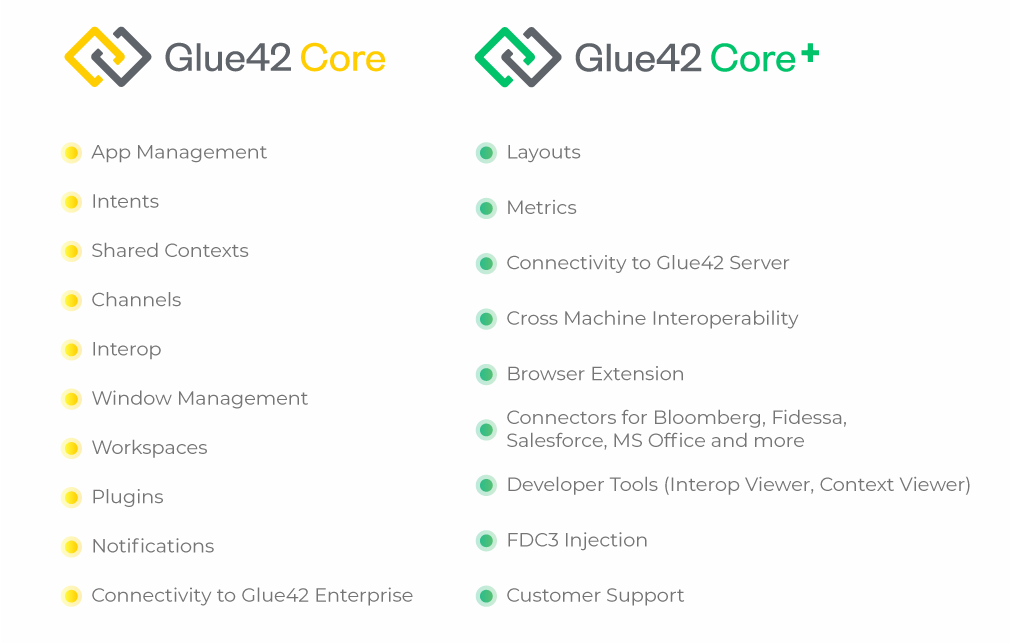 Glue42 Core
App Management
Intents
Shared Contexts
Channels
Interop
Window Management
Workspaces
Plugins
Notifications
Connectivity to Glue42 Enterprise
Glue42 Core+
Layouts
Metrics
Connectivity to Glue42 Server
Cross Machine Interoperability
Browser Extension
Connectors for Bloomberg, Fidessa,
Salesforce, MS Office and more
Developer Tools (Interop Viewer, Context Viewer)
FDC3 Injection
Customer Support